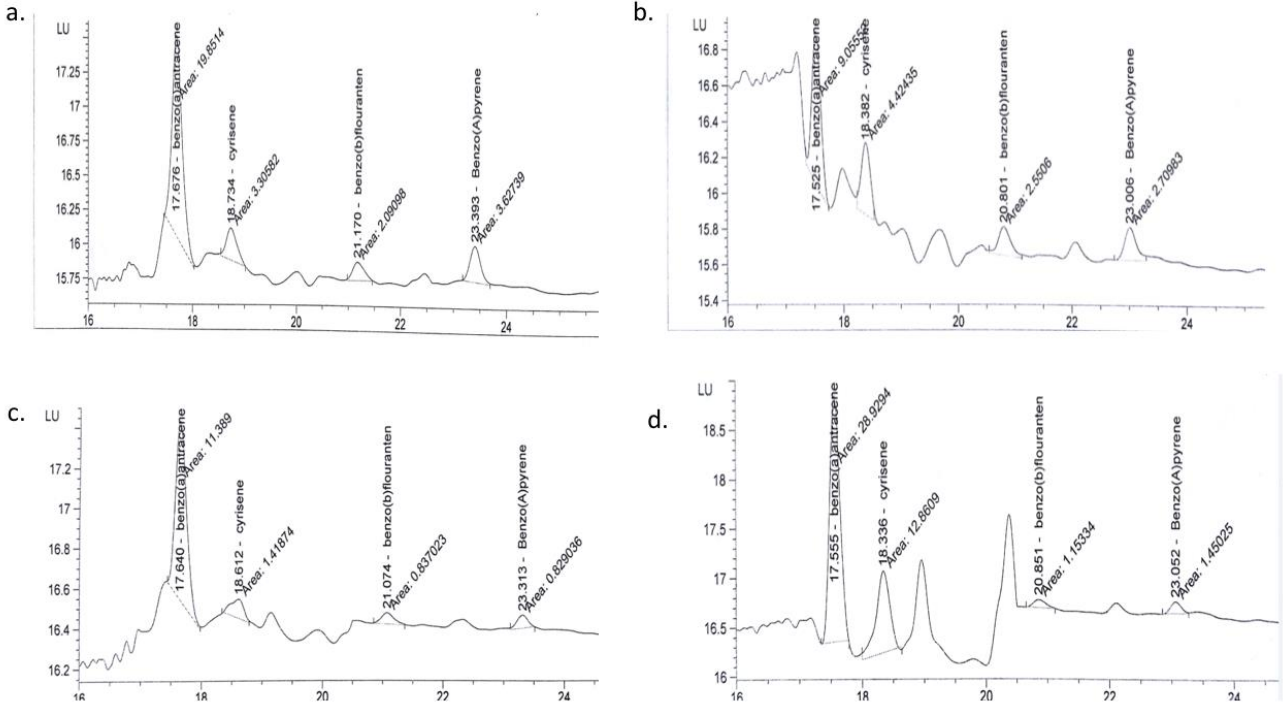 a.
LU
17.25
17
16.75
16.5
16.25
16
15.75
16
18
20
22
24
17.676 - benzo(a)antracene
Area: 19.8514
18.734 - cyrisene
Area: 3.30582
21.170 - benzo(b)flouranten
Area: 2.09098
23.393 - Benzo(A)pyrene
Area: 3.62739
b.
LU
16.8
16.6
16.4
16.2
16
15.8
15.6
15.4
16
18
20
22
24
17.525 - benzo(a)antracene
Area:
18.382 - cyrisene
Area: 4.42435
20.801 - benzo(b)flouranten
Area: 2.5506
23.006 - Benzo(A)pyrene
Area: 2.70983
c.
LU
17.2
17
16.8
16.6
16.4
16.2
16
18
20
22
24
17.640 - benzo(a)antracene
Area: 11.389
18.612 - cyrisene
Area: 1.41874
21.074 - benzo(b)flouranten
Area: 0.837023
23.313 - Benzo(A)pyrene
Area: 0.829036
d.
LU
18.5
18
17.5
17
16.5
16
16
18
20
22
24
17.555 - benzo(a)antracene
Area: 28.9294
18.336 - cyrisene
Area: 12.8609
20.851 - benzo(b)flouranten
Area: 1.15334
23.052 - Benzo(A)pyrene
Area: 1.45025